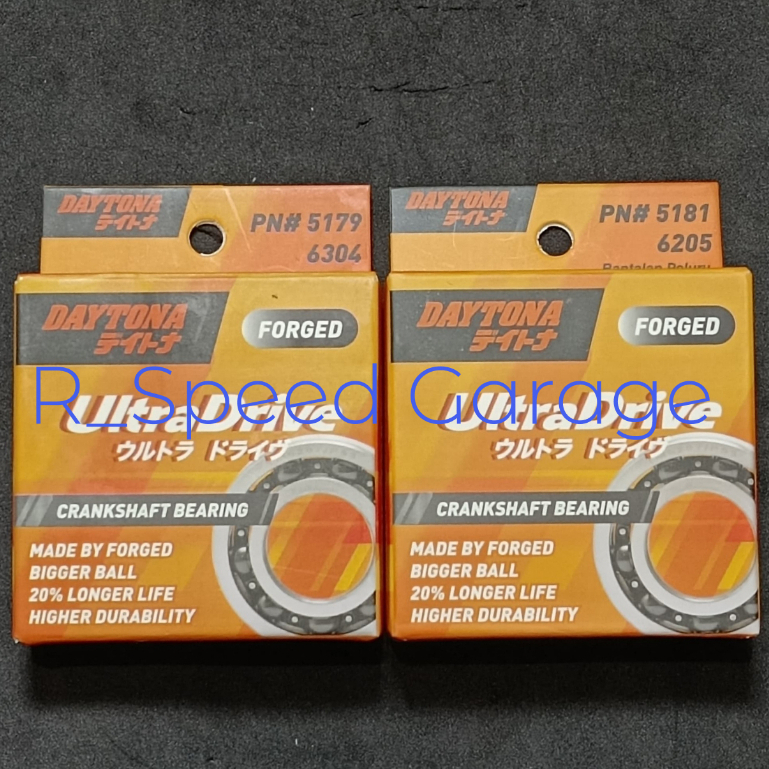 DAYTONA
デイトナ
PN# 5179
6304
DAYTONA
デイトナ
FORGED
UltraDrive
ウルトラ ドライヴ
CRANKSHAFT BEARING
MADE BY FORGED
BIGGER BALL
20% LONGER LIFE
HIGHER DURABILITY
DAYTONA
デイトナ
PN# 5181
6205
DAYTONA
デイトナ
FORGED
UltraDrive
ウルトラ ドライヴ
CRANKSHAFT BEARING
MADE BY FORGED
BIGGER BALL
20% LONGER LIFE
HIGHER DURABILITY
R_Speed Garage